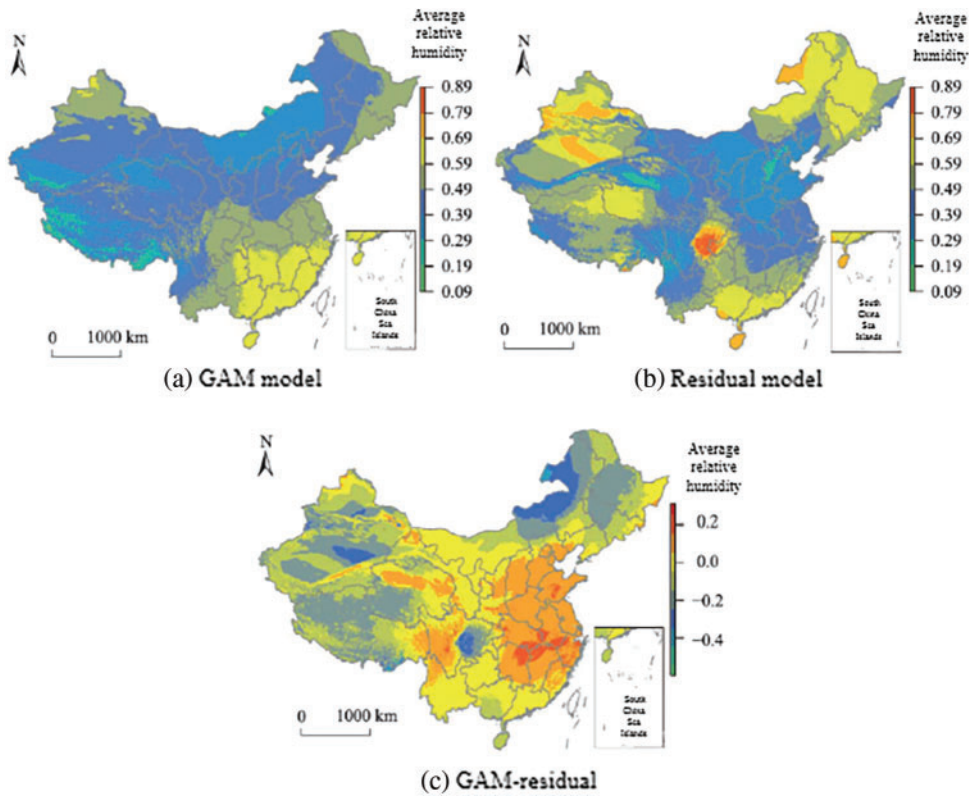 N
Average
relative
humidity
0.89
0.79
0.69
0.59
0.49
0.39
0.29
0.19
0.09
South
China
Sea
Islands
0 1000 km
(a) GAM model
N
Average
relative
humidity
0.89
0.79
0.69
0.59
0.49
0.39
0.29
0.19
0.09
South
China
Sea
Islands
0 1000 km
(b) Residual model
N
Average
relative
humidity
0.2
0.0
−0.2
−0.4
South
China
Sea
Islands
0 1000 km
(c) GAM-residual